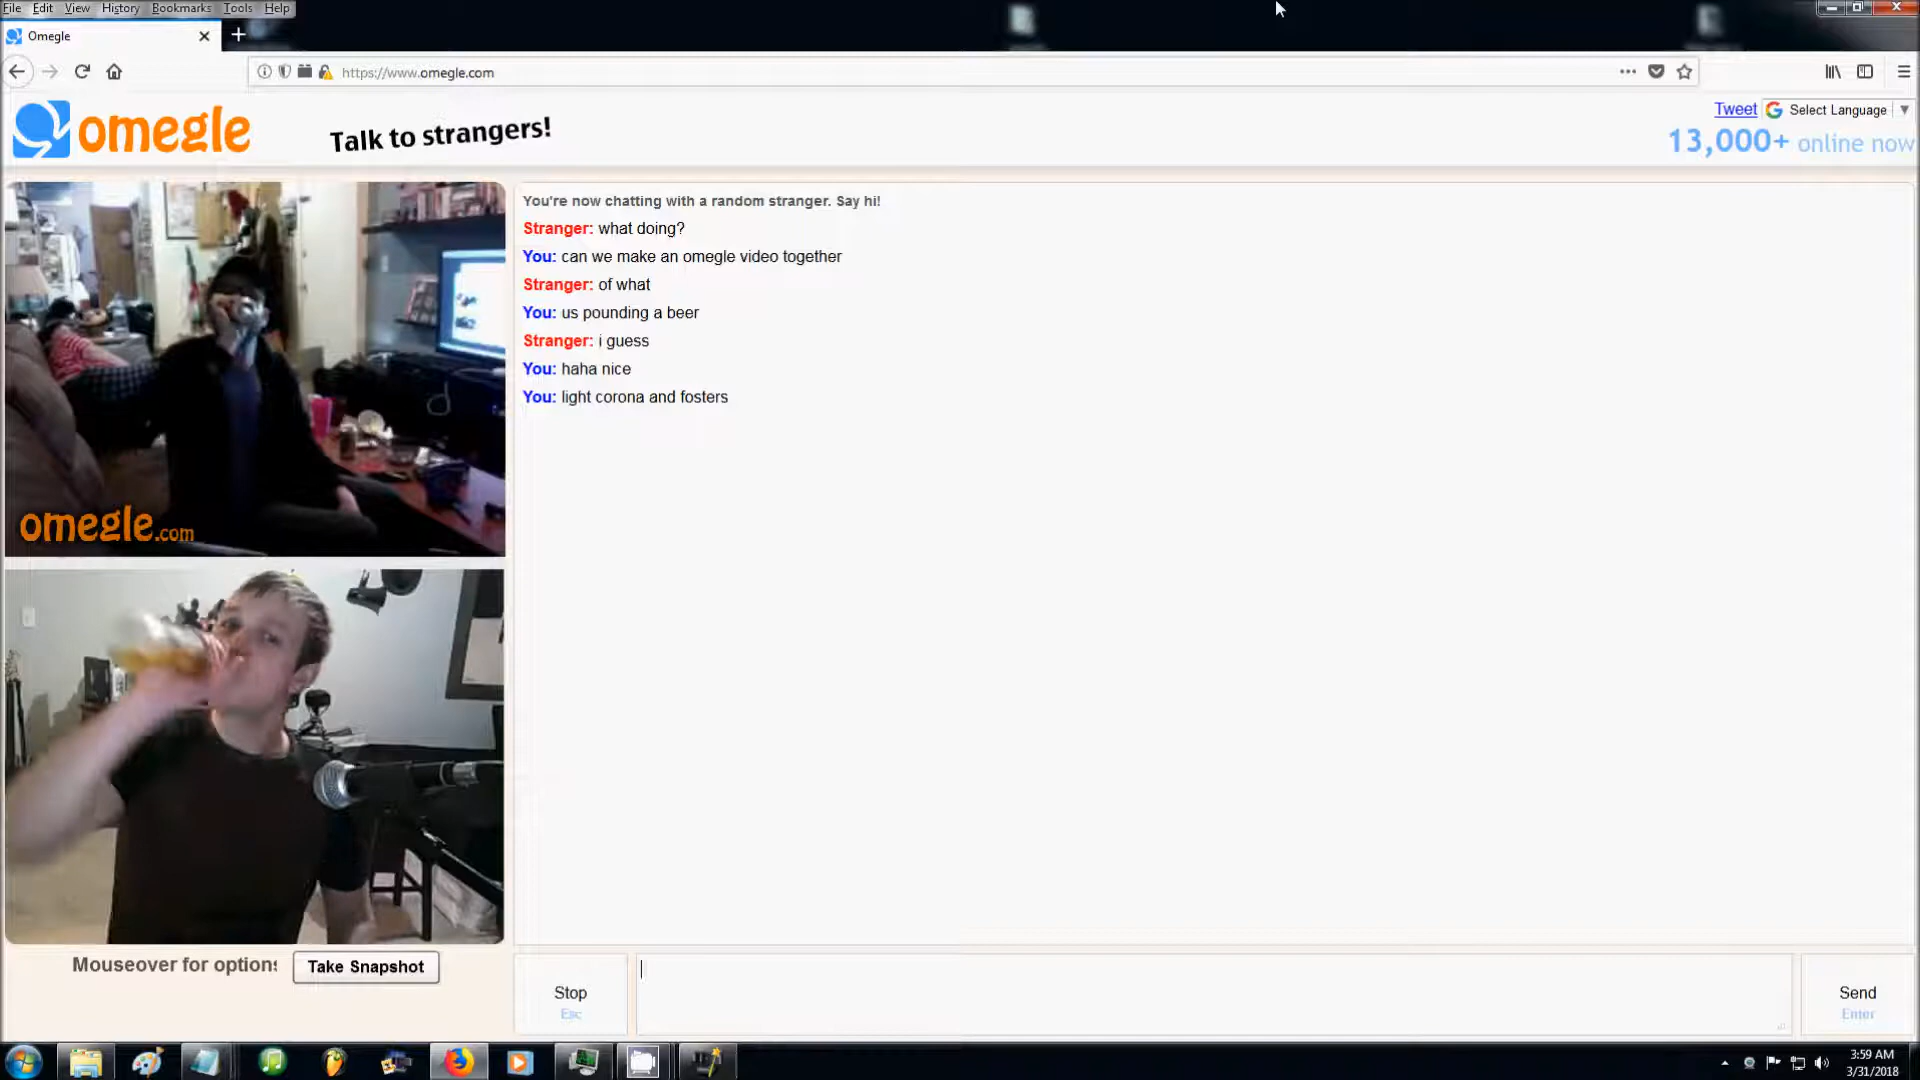 File Edit View History Bookmarks Tools Help
Omegle
https://www.omegle.com
omegle
Talk to strangers!
Tweet
Select Language
13,000+ online now
You're now chatting with a random stranger. Say hi!
Stranger: what doing?
You: can we make an omegle video together
Stranger: of what
You: us pounding a beer
Stranger: i guess
You: haha nice
You: light corona and fosters
omegle.com
Mouseover for options
Take Snapshot
Stop
Esc
Send
Enter
3:59 AM
3/31/2018